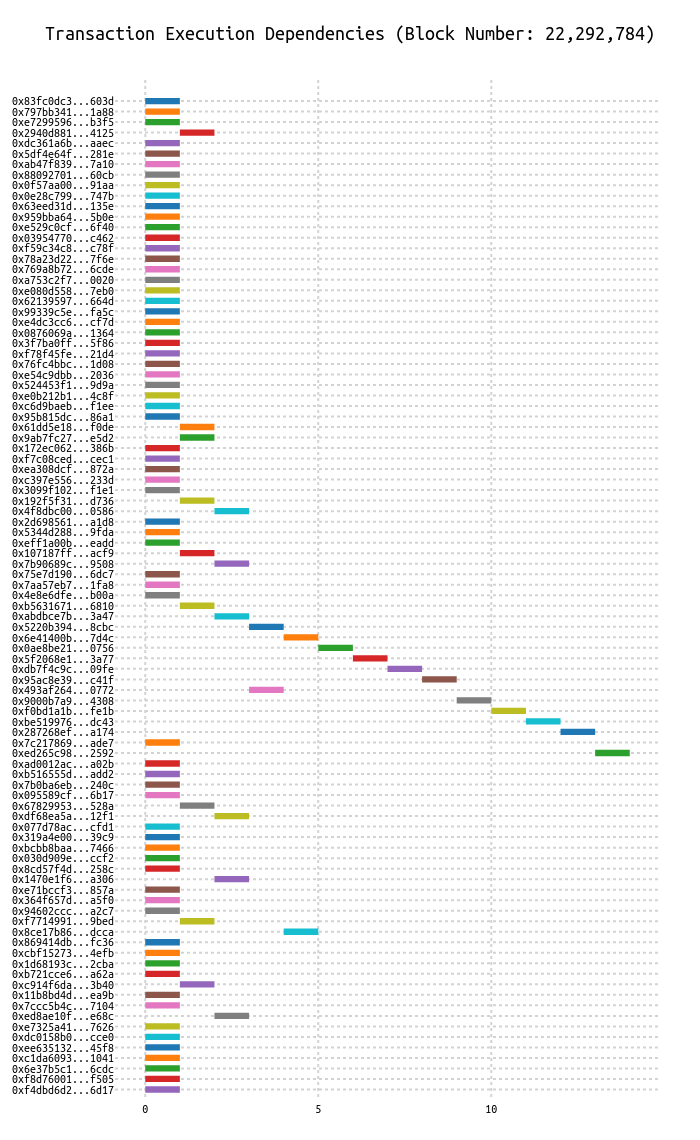 Transaction Execution Dependencies (Block Number: 22,292,784)
0x83fc0dc3...603d
0x797bb341...1a88
0xe7299596...b3f5
0x2940d881...4125
0xdc361a6b...aaec
0x5df4e64f...281e
0xab47f839...7a10
0x88092701...60cb
0x0f57aa00...91aa
0x0e28c799...747b
0x63eed31d...135e
0x959bba64...5b0e
0xe529c0cf...6f40
0x03954770...c462
0xf59c34c8...c78f
0x78a23d22...7f6e
0x769a8b72...6cde
0xa753c2f7...0020
0xe080d558...7eb0
0x62139597...664d
0x99339c5e...fa5c
0xe4dc3cc6...cf7d
0x0876069a...1364
0x3f7ba0ff...5f86
0xf78f45fe...21d4
0x76fc4bbc...1d08
0xe54c9dbb...2036
0x524453f1...9d9a
0xe0b212b1...4c8f
0xc6d9baeb...f1ee
0x95b815dc...86a1
0x61dd5e18...f0de
0x9ab7fc27...e5d2
0x172ec062...386b
0xf7c08ced...cec1
0xea308dcf...872a
0xc397e556...233d
0x3099f102...f1e1
0x192f5f31...d736
0x4f8dbc00...0586
0x2d698561...a1d8
0x5344d288...9fda
0xeff1a00b...eadd
0x107187ff...acf9
0x7b90689c...9508
0x75e7d190...6dc7
0x7aa57eb7...1fa8
0x4e8e6dfe...b00a
0xb5631671...6810
0xabdbce7b...3a47
0x5220b394...8cbc
0x6e41400b...7d4c
0x0ae8be21...0756
0x5f2068e1...3a77
0xdb7f4c9c...09fe
0x95ac8e39...c41f
0x493af264...0772
0x9000b7a9...4308
0xf0bd1a1b...fe1b
0xbe519976...dc43
0x287268ef...a174
0x7c217869...ade7
0xed265c98...2592
0xad0012ac...a02b
0xb516555d...add2
0x7b0ba6eb...240c
0x095589cf...6b17
0x67829953...528a
0xdf68ea5a...12f1
0x077d78ac...cfd1
0x319a4e00...39c9
0xbcbb8baa...7466
0x030d909e...ccf2
0x8cd57f4d...258c
0x1470e1f6...a306
0xe71bccf3...857a
0x364f657d...a5f0
0x94602ccc...a2c7
0xf7714991...9bed
0x8ce17b86...dcca
0x869414db...fc36
0xcbf15273...4efb
0x1d68193c...2cba
0xb721cce6...a62a
0xc914f6da...3b40
0x11b8bd4d...ea9b
0x7ccc5b4c...7104
0xed8ae10f...e68c
0xe7325a41...7626
0xdc0158b0...cce0
0xee635132...45f8
0xc1da6093...1041
0x6e37b5c1...6cdc
0xf8d76001...f505
0xf4dbd6d2...6d17
0 5 10